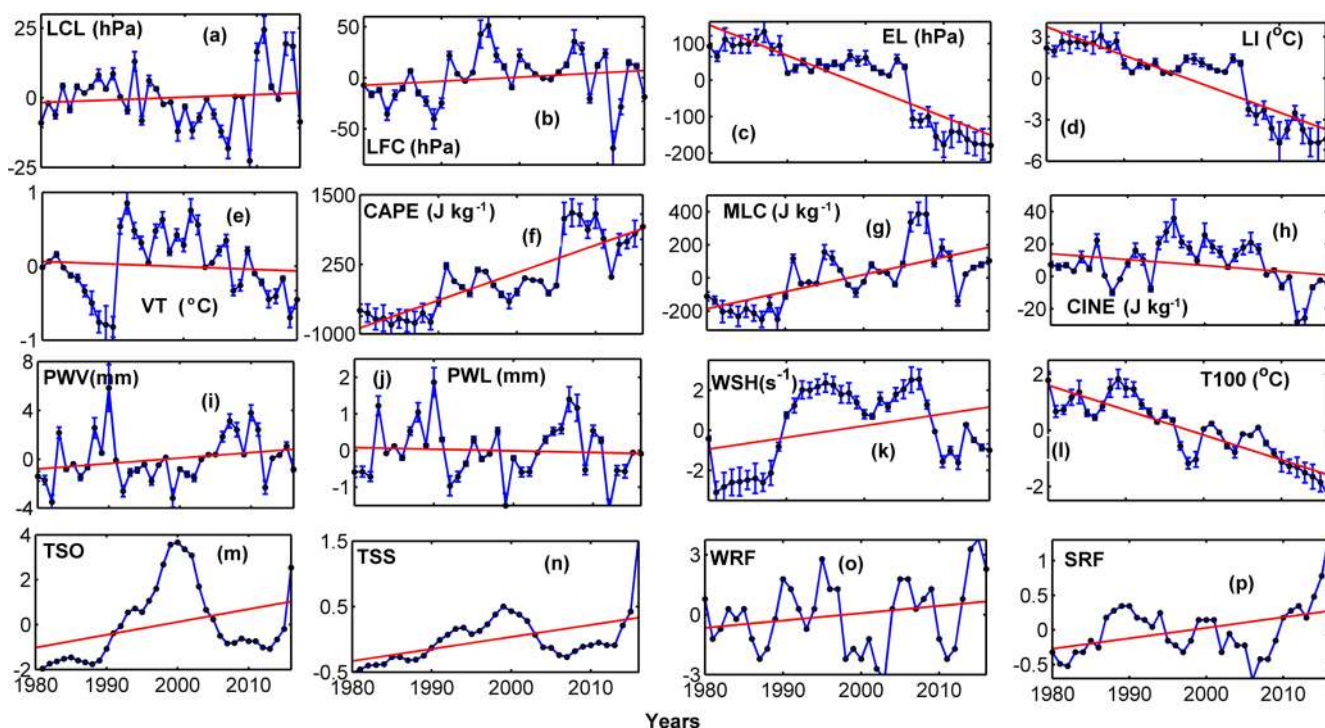 LCL (hPa)
(a)
25
0
-25
50
0
-50
(b)
LFC (hPa)
EL (hPa)
100
0
-100
-200
(c)
LI (°C)
3
0
-3
-6
(d)
1
0
-1
(e)
VT (°C)
1500
250
-1000
CAPE (J kg-1)
(f)
400
200
0
-200
MLC (J kg-1)
(g)
40
20
0
-20
(h)
CINE (J kg-1)
8
4
0
-4
PWV(mm)
(i)
2
1
0
-1
(j)
PWL (mm)
2
0
-2
WSH(s-1)
(k)
2
1
0
-1
-2
T100 (°C)
(l)
4
2
0
-2
TSO
(m)
1.5
0.5
-0.5
TSS
(n)
3
0
-3
WRF
(o)
1
0.5
0
-0.5
SRF
(p)
1980 1990 2000 2010
1980 1990 2000 2010
1980 1990 2000 2010
1980 1990 2000 2010
Years